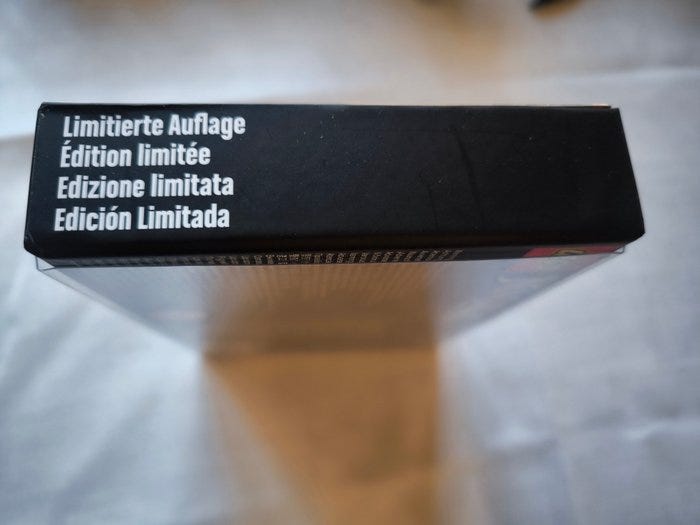 Limitierte Auflage
Édition limitée
Edizione limitata
Edición Limitada